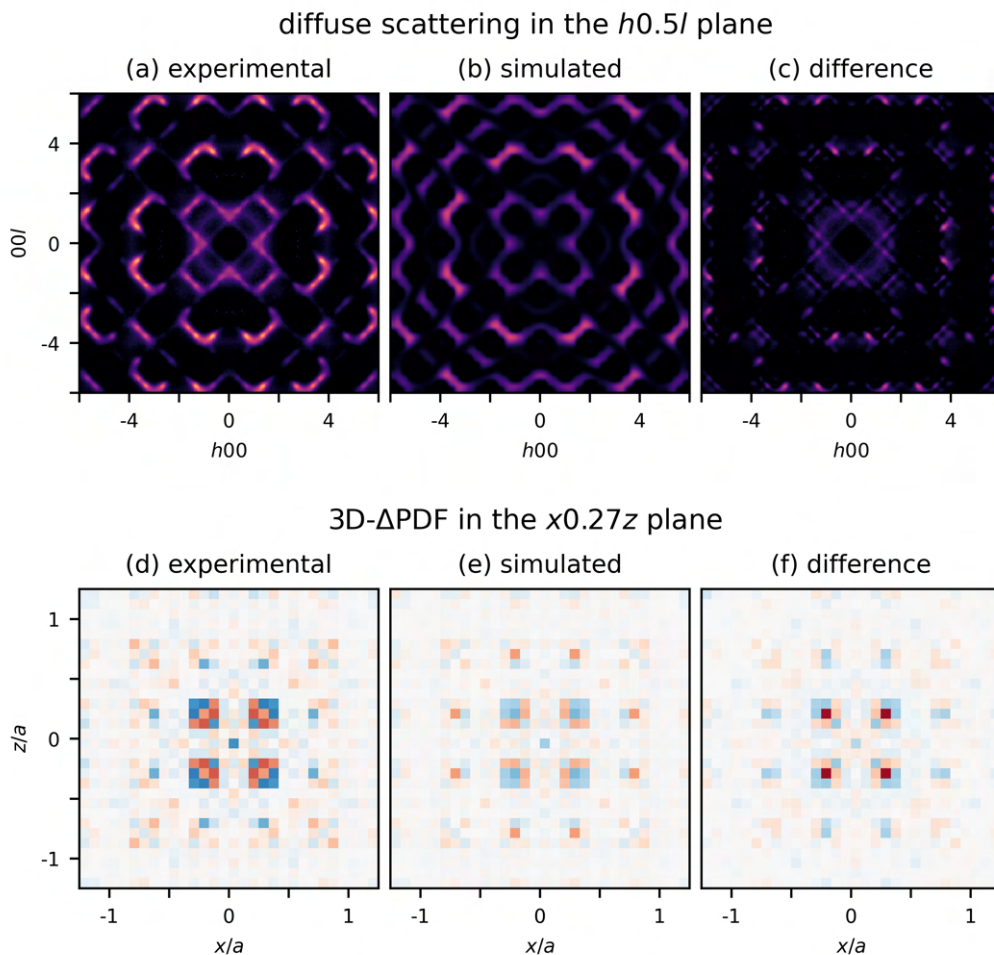 diffuse scattering in the h0.5l plane
(a) experimental
(b) simulated
(c) difference
00l
4
0
-4
-4
0
4
-4
0
4
-4
0
4
h00
h00
h00
3D-ΔPDF in the x0.27z plane
(d) experimental
(e) simulated
(f) difference
z/a
1
0
-1
-1
0
1
-1
0
1
-1
0
1
x/a
x/a
x/a